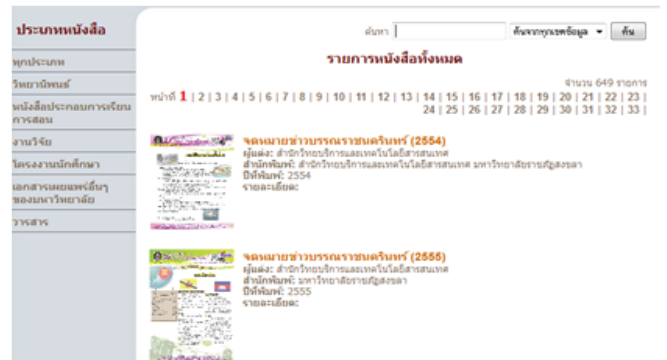 ประเภทหนังสือ
ทุกประเภท
วิทยานิพนธ์
หนังสือประกอบการเรียน
การสอน
งานวิจัย
โครงงานนักศึกษา
เอกสารเผยแพร่อื่นๆ
ของมหาวิทยาลัย
วารสาร
ค้นหา
ค้นจากทุกเขตข้อมูล
ค้น
รายการหนังสือทั้งหมด
จำนวน 649 รายการ
หน้าที่ 1 | 2 | 3 | 4 | 5 | 6 | 7 | 8 | 9 | 10 | 11 | 12 | 13 | 14 | 15 | 16 | 17 | 18 | 19 | 20 | 21 | 22 | 23 |
24 | 25 | 26 | 27 | 28 | 29 | 30 | 31 | 32 | 33 |
จดหมายข่าวบรรณราชนครินทร์ (2554)
ผู้แต่ง: สำนักวิทยบริการและเทคโนโลยีสารสนเทศ
สำนักพิมพ์: สำนักวิทยบริการและเทคโนโลยีสารสนเทศ มหาวิทยาลัยราชภัฏสงขลา
ปีที่พิมพ์: 2554
รายละเอียด:
จดหมายข่าวบรรณราชนครินทร์ (2555)
ผู้แต่ง: สำนักวิทยบริการและเทคโนโลยีสารสนเทศ
สำนักพิมพ์: มหาวิทยาลัยราชภัฏสงขลา
ปีที่พิมพ์: 2555
รายละเอียด: